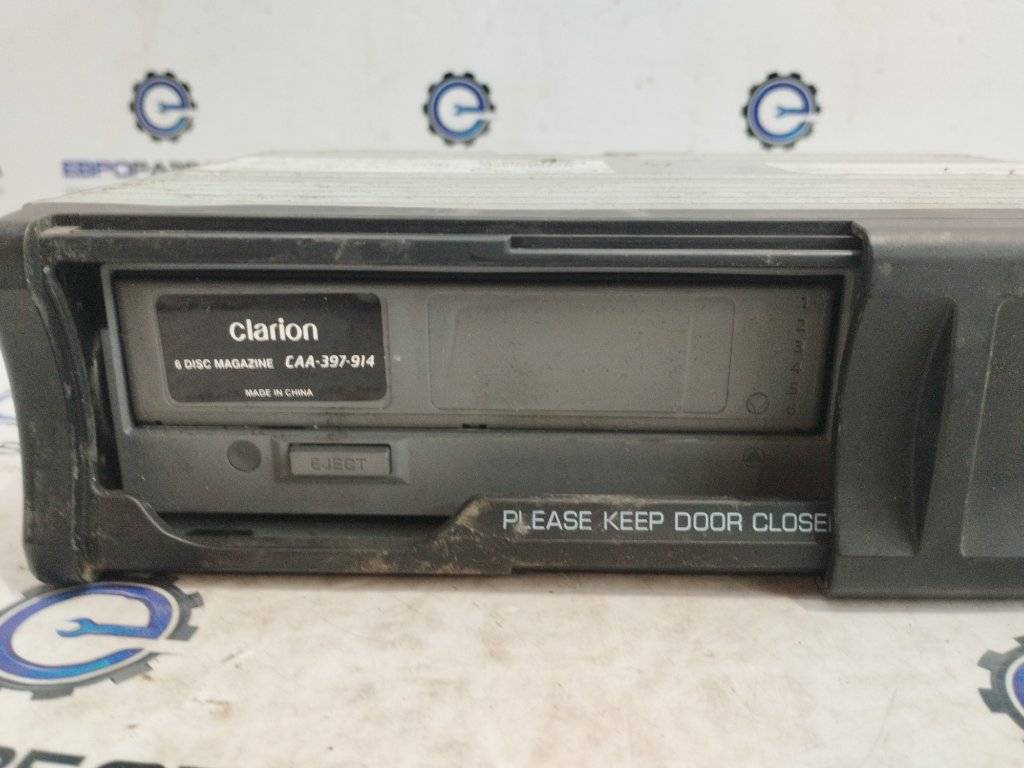 ЕВРОРАЗБ
clarion
6 DISC MAGAZINE CAA-397-914
MADE IN CHINA
1 2 3 4 5 6
EJECT
PLEASE KEEP DOOR CLOSE